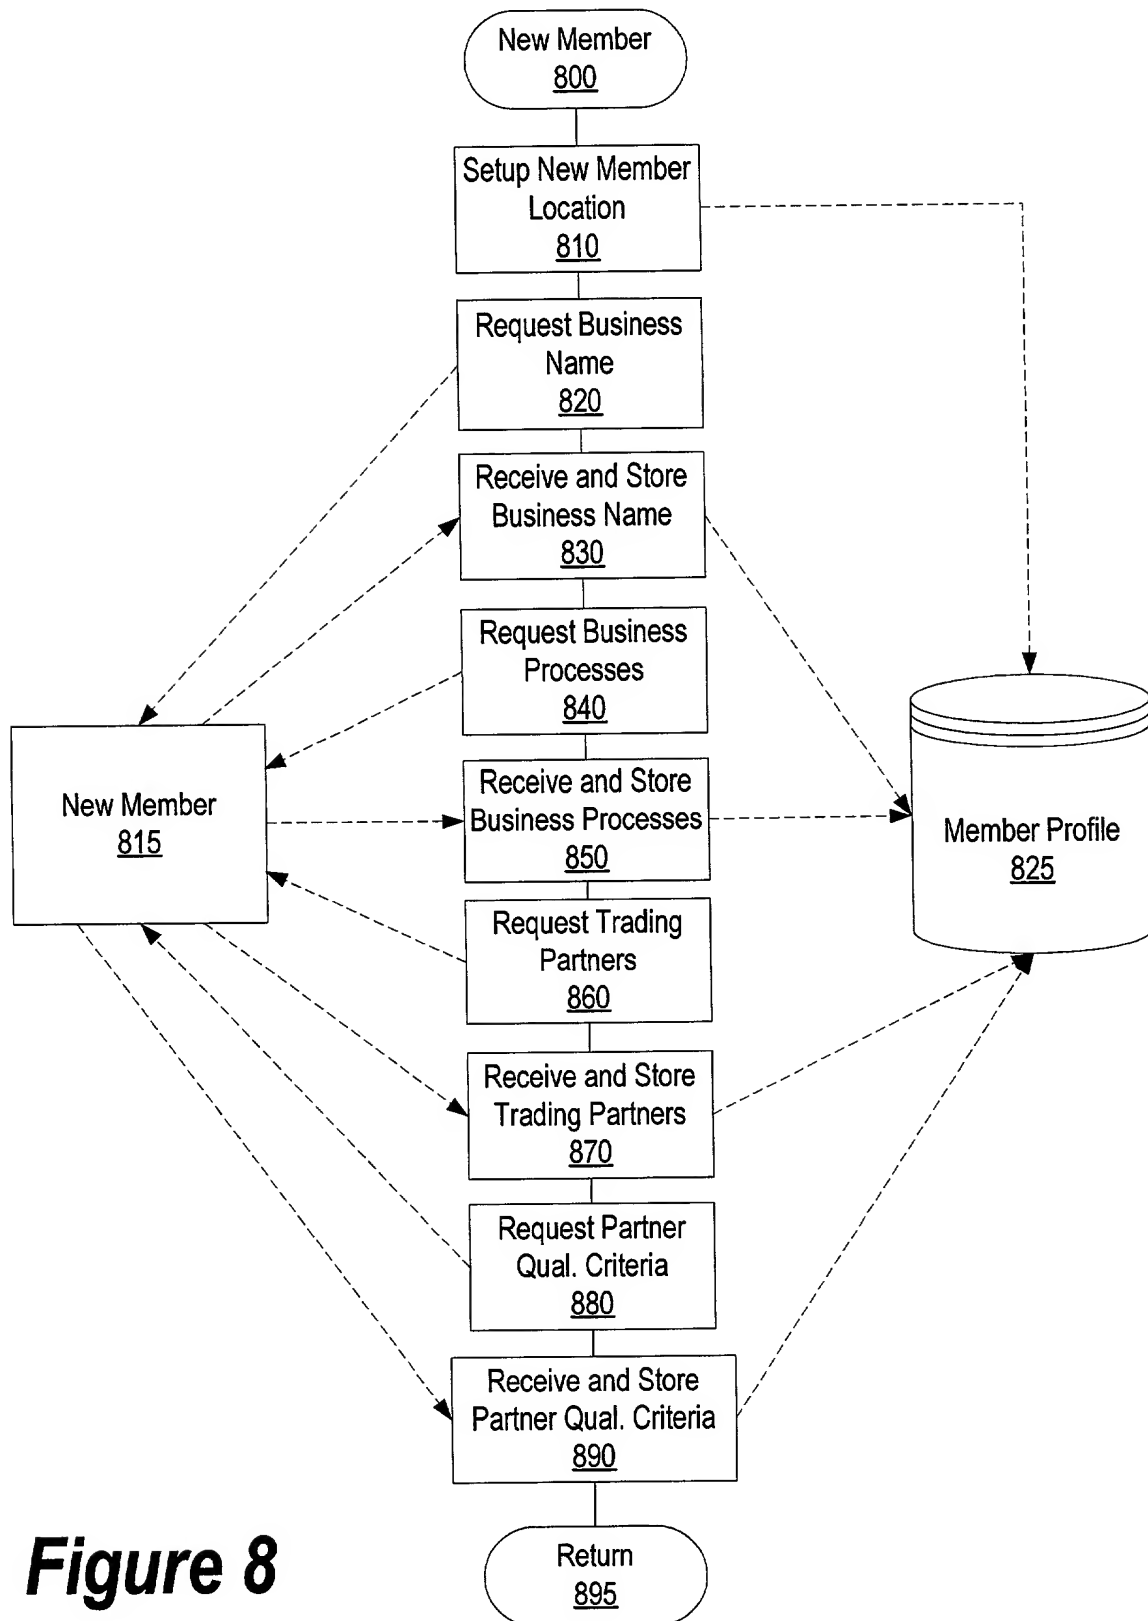 New Member
800
Setup New Member
Location
810
Request Business
Name
820
Receive and Store
Business Name
830
Request Business
Processes
840
New Member
815
Receive and Store
Business Processes
850
Member Profile
825
Request Trading
Partners
860
Receive and Store
Trading Partners
870
Request Partner
Qual. Criteria
880
Receive and Store
Partner Qual. Criteria
890
Return
895
Figure 8